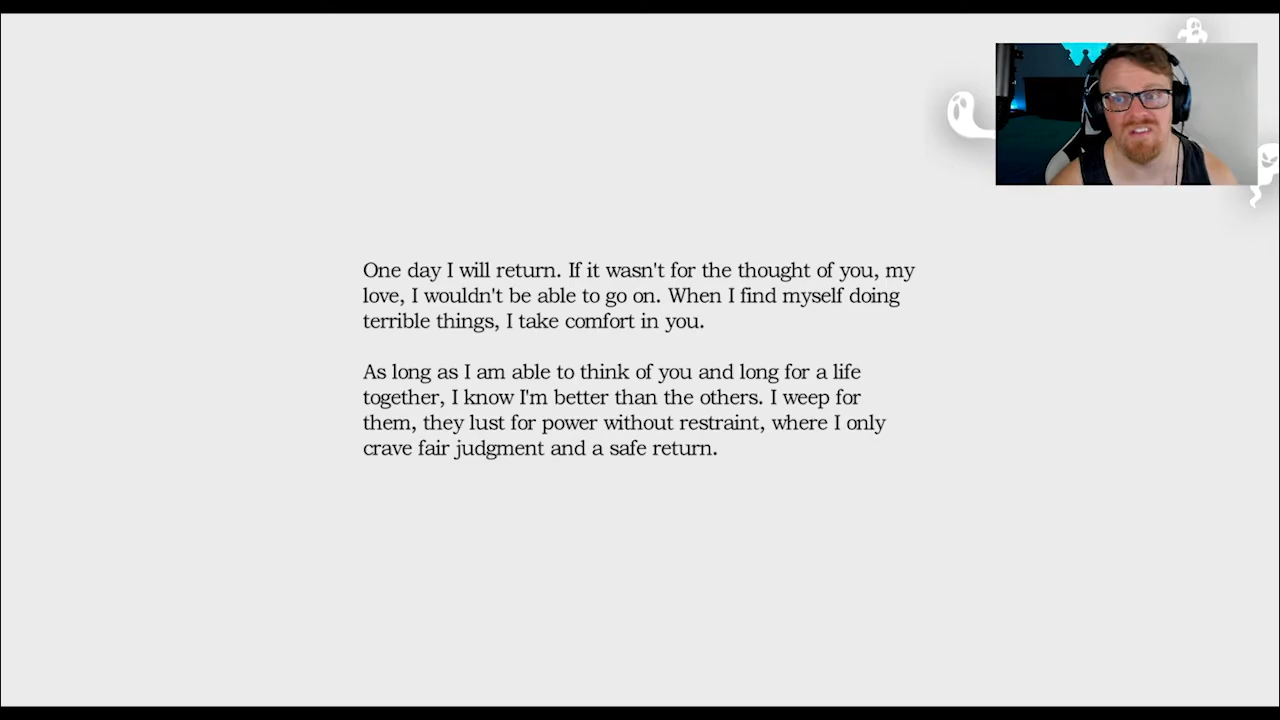 One day I will return. If it wasn't for the thought of you, my
love, I wouldn't be able to go on. When I find myself doing
terrible things, I take comfort in you.
As long as I am able to think of you and long for a life
together, I know I'm better than the others. I weep for
them, they lust for power without restraint, where I only
crave fair judgment and a safe return.